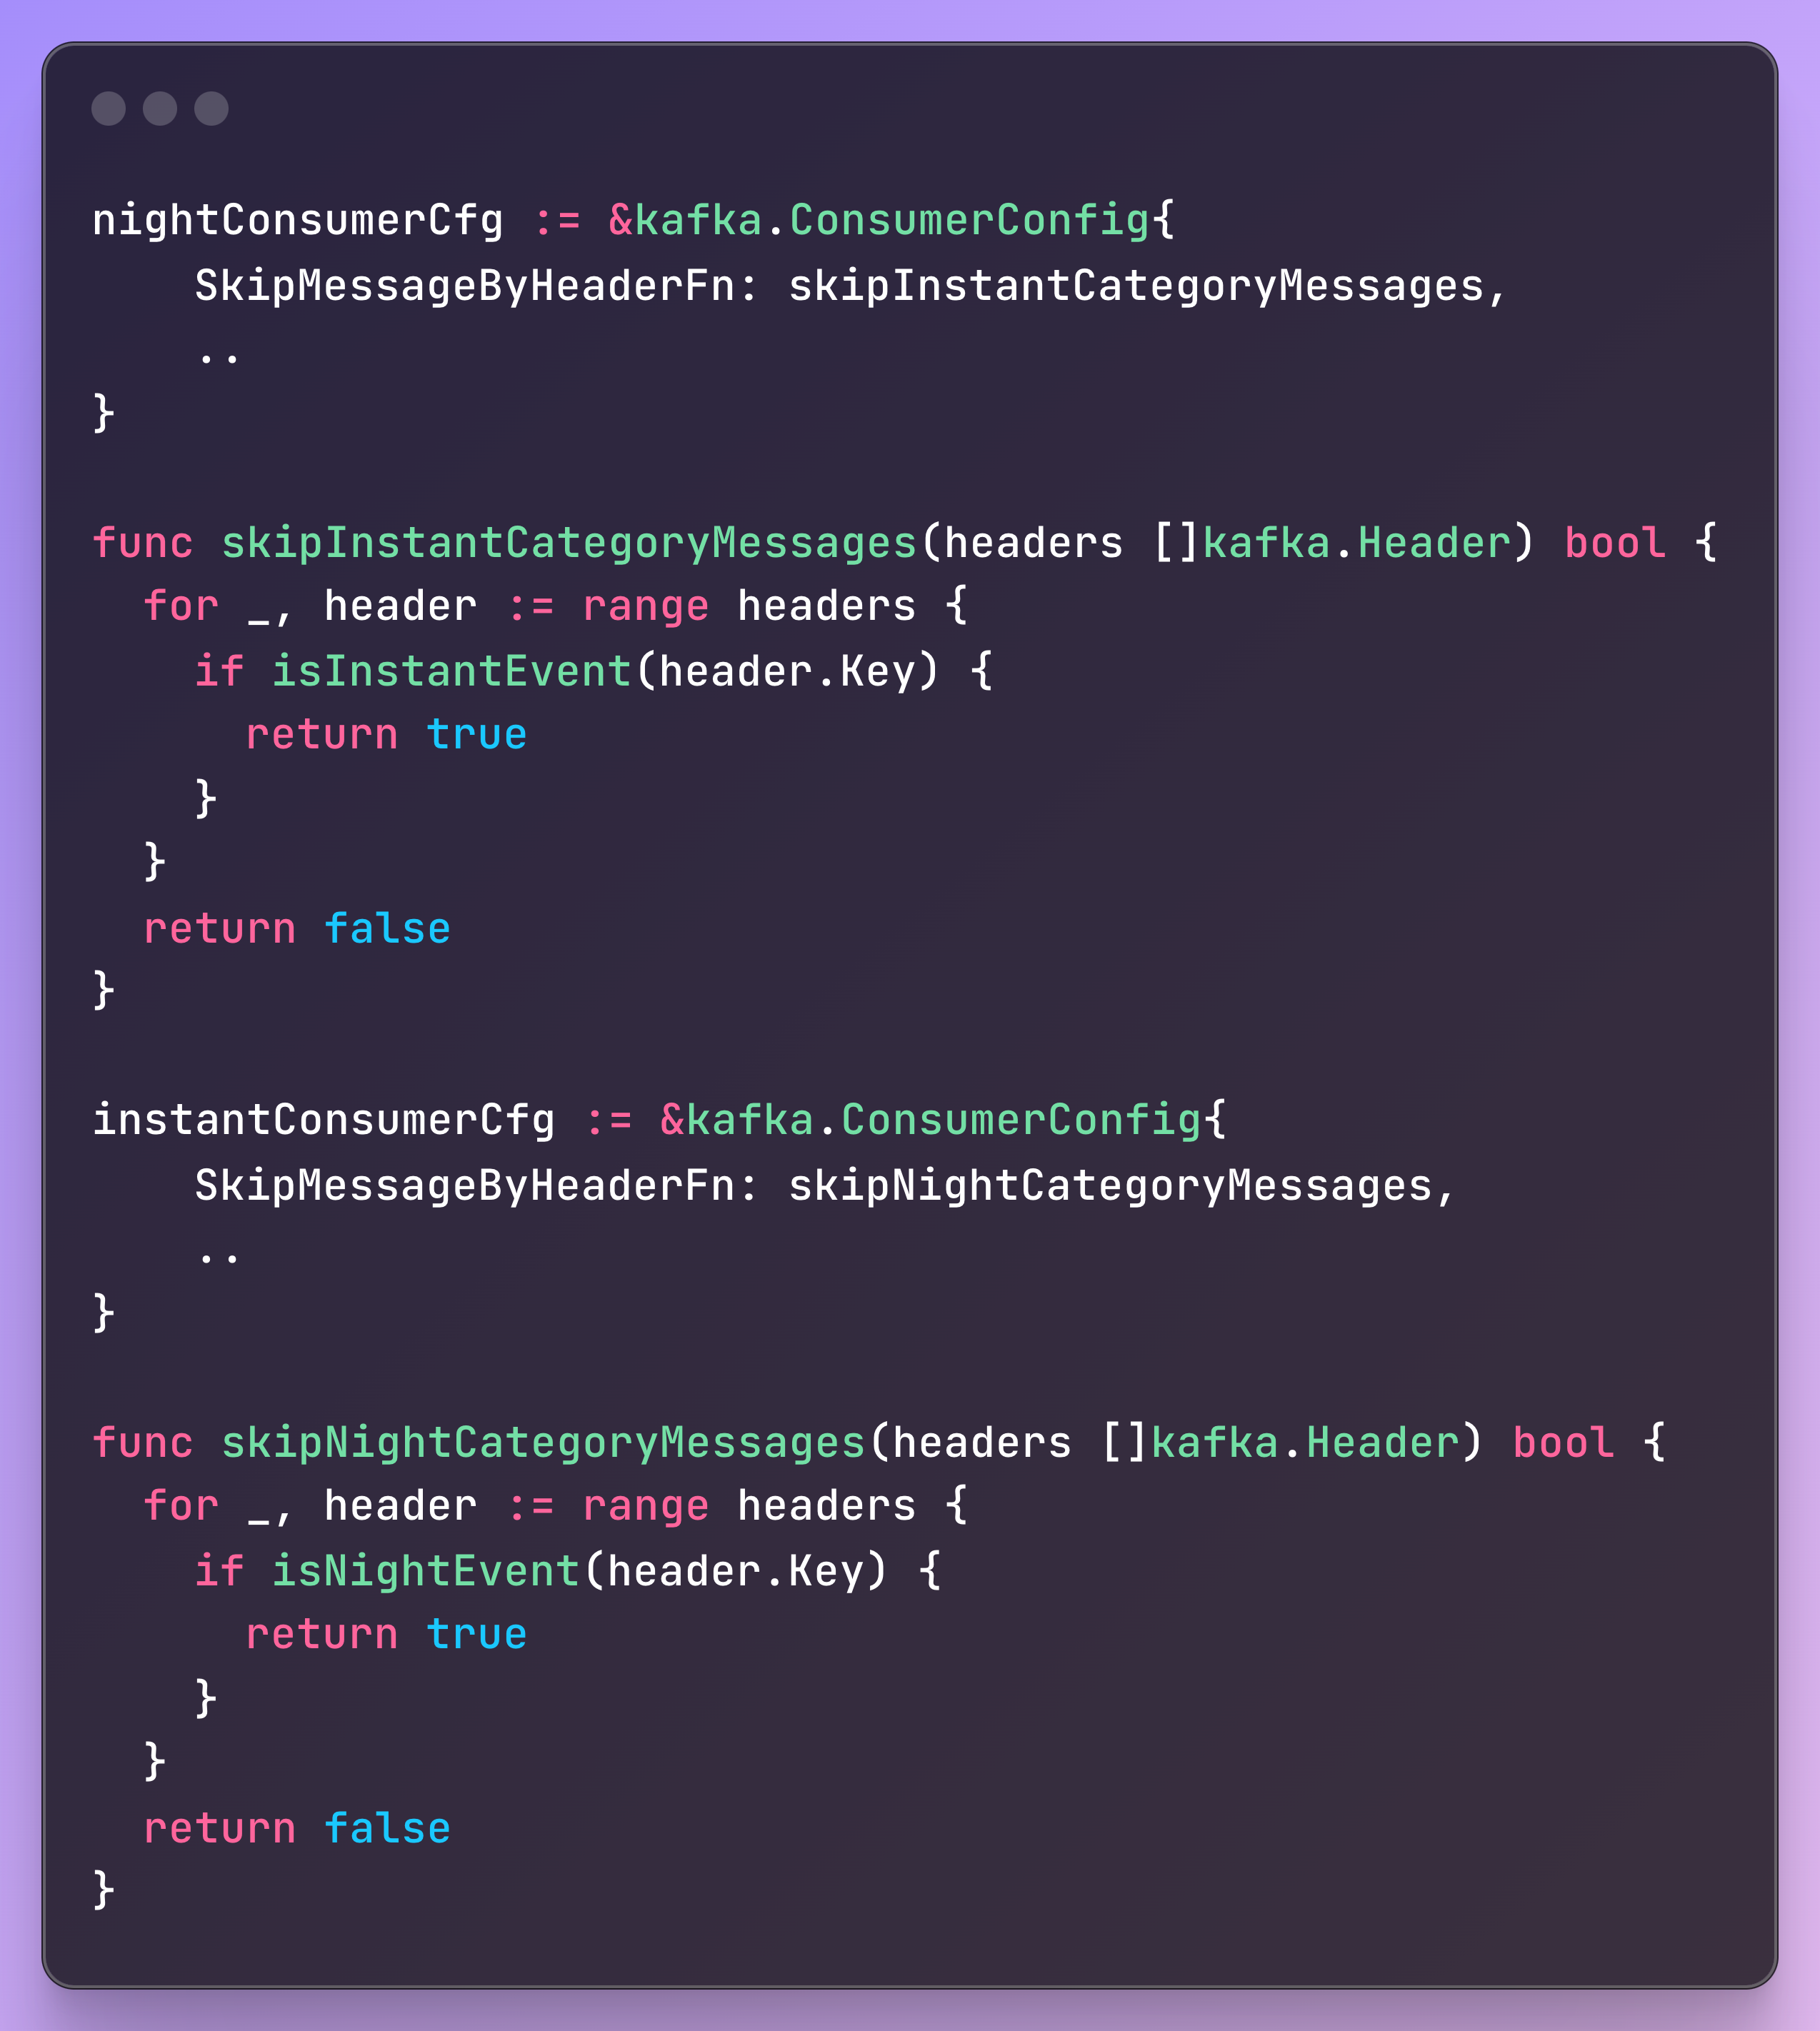 nightConsumerCfg := &kafka.ConsumerConfig{
    SkipMessageByHeaderFn: skipInstantCategoryMessages,
    ..
}

func skipInstantCategoryMessages(headers []kafka.Header) bool {
  for _, header := range headers {
    if isInstantEvent(header.Key) {
      return true
    }
  }
  return false
}

instantConsumerCfg := &kafka.ConsumerConfig{
    SkipMessageByHeaderFn: skipNightCategoryMessages,
    ..
}

func skipNightCategoryMessages(headers []kafka.Header) bool {
  for _, header := range headers {
    if isNightEvent(header.Key) {
      return true
    }
  }
  return false
}